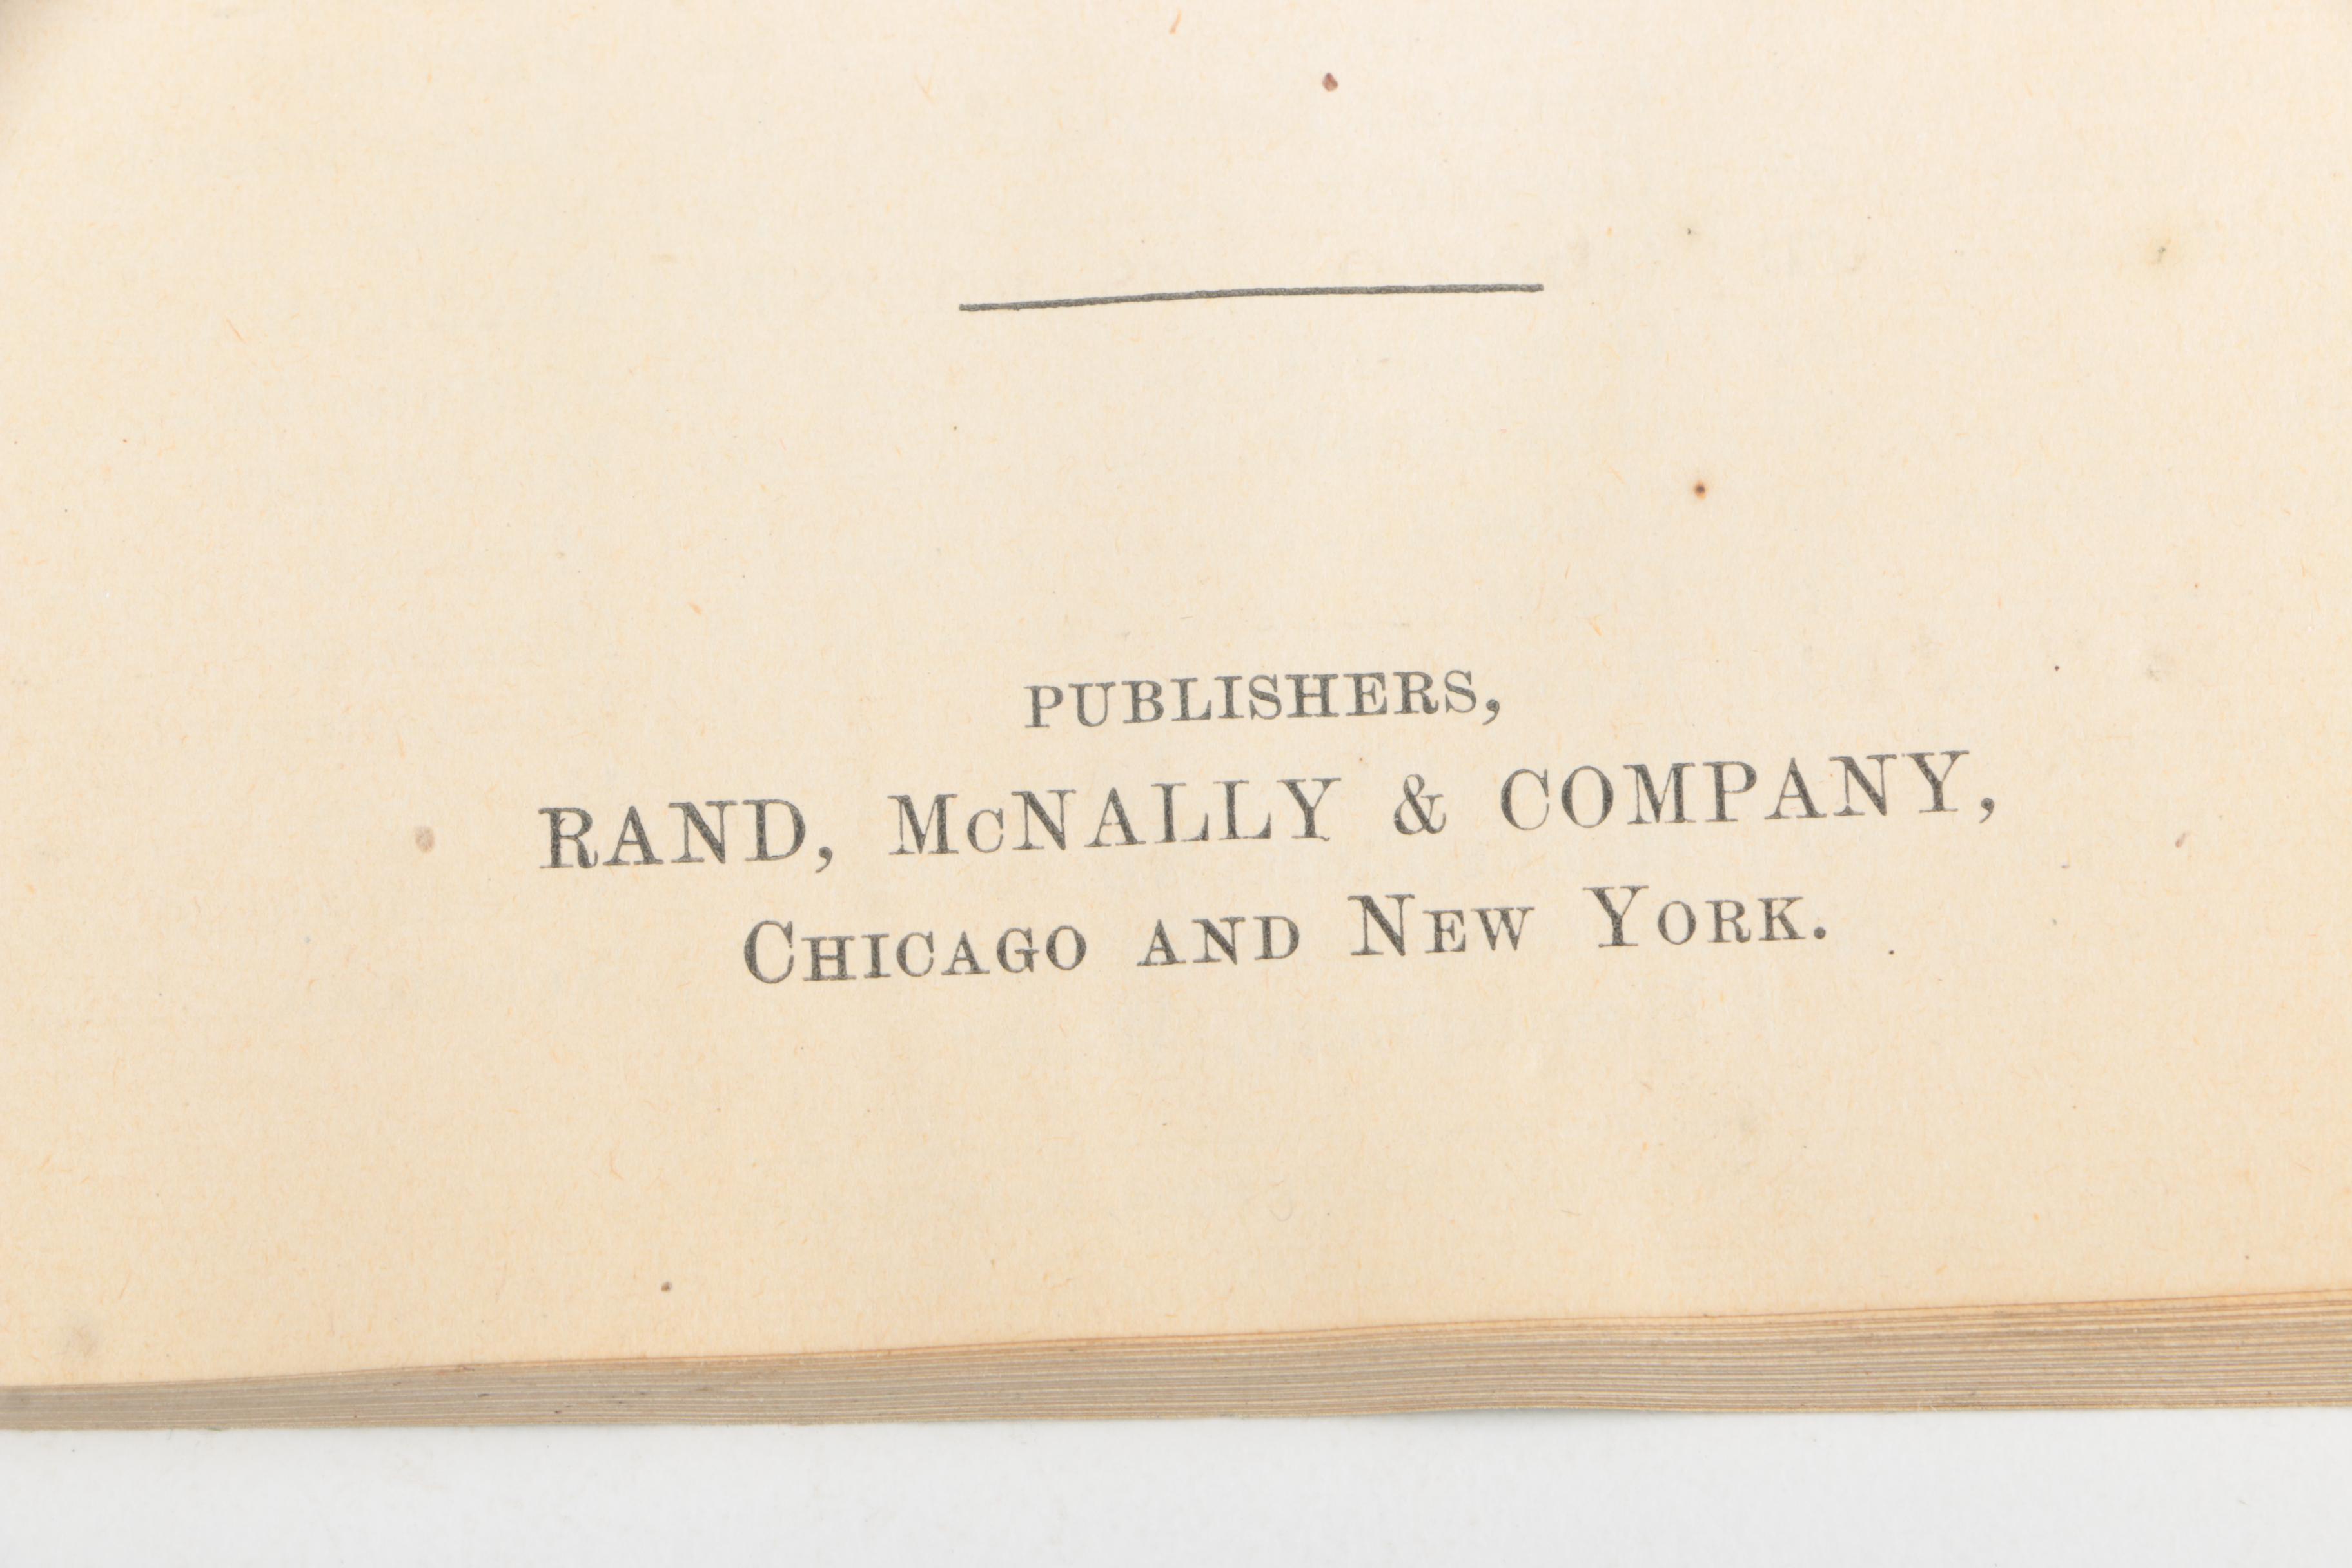 PUBLISHERS,
RAND, McNALLY & COMPANY,
CHICAGO AND NEW YORK.